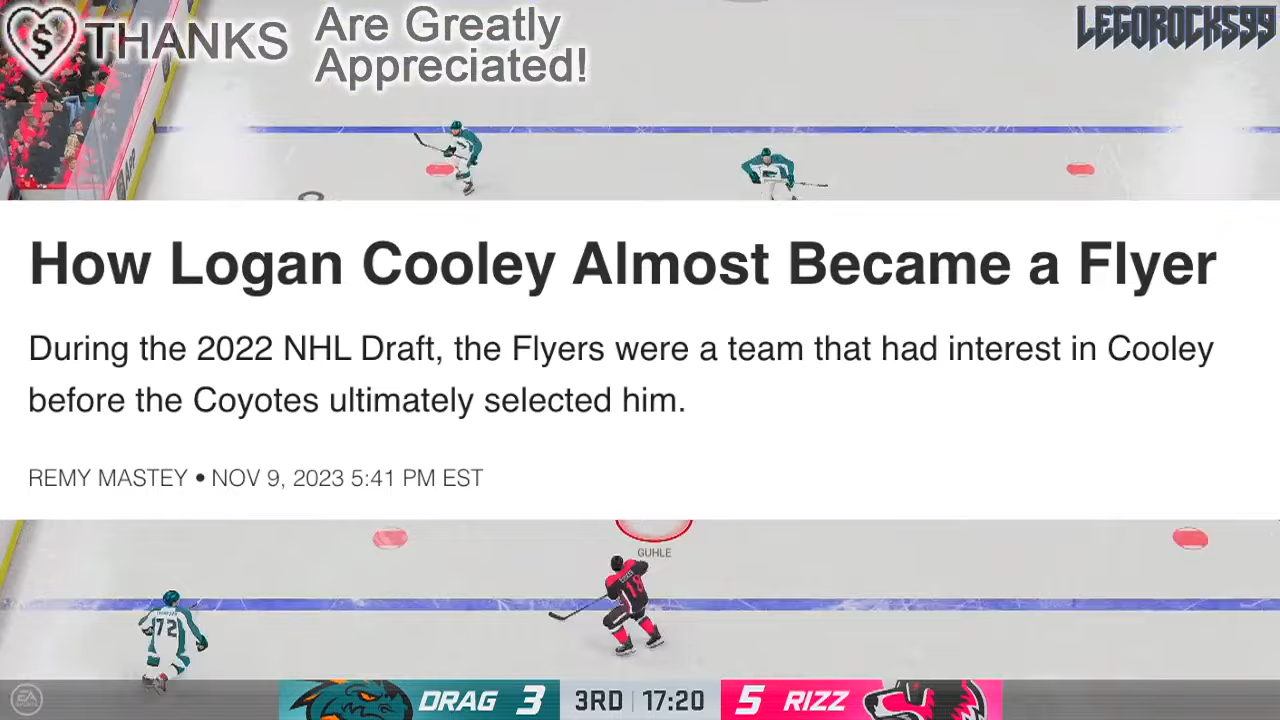 $ THANKS
Are Greatly
Appreciated!
LEGOROCKS99
How Logan Cooley Almost Became a Flyer
During the 2022 NHL Draft, the Flyers were a team that had interest in Cooley
before the Coyotes ultimately selected him.
REMY MASTEY • NOV 9, 2023 5:41 PM EST
GUHLE
72
EA
SPORTS
DRAG 3 3RD 17:20 5 RIZZ